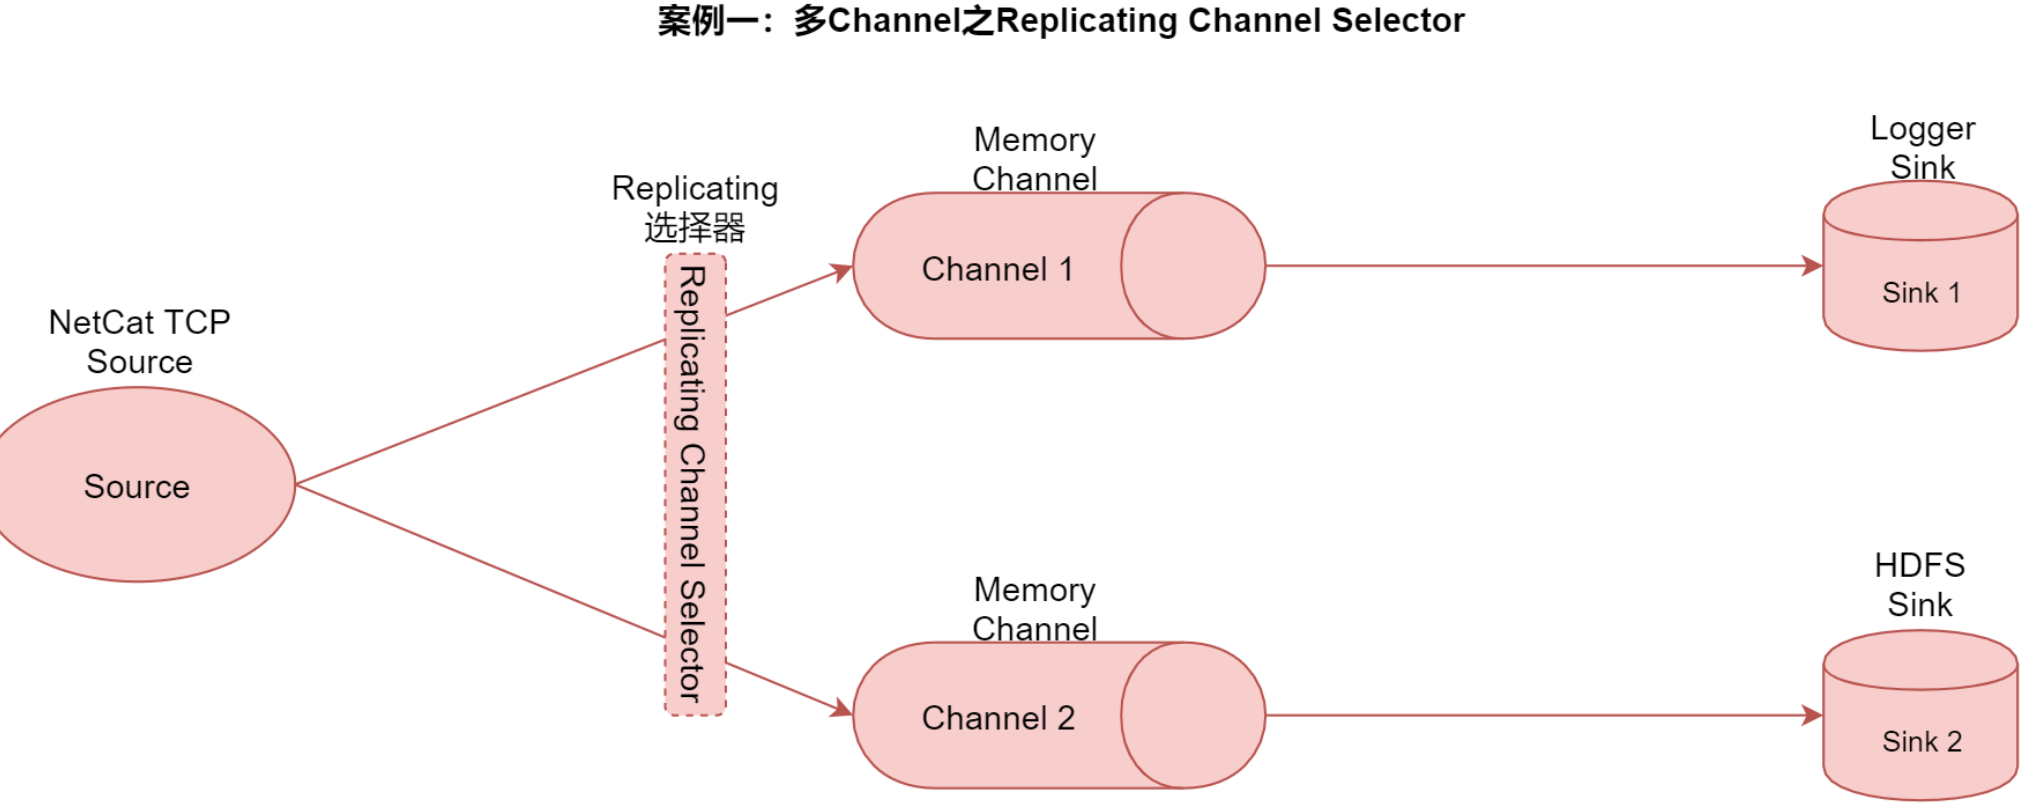 案例一：多Channel之Replicating Channel Selector
Logger
Sink
Memory
Channel
Replicating
选择器
Channel 1
Sink 1
NetCat TCP
Source
Source
Replicating Channel Selector
HDFS
Sink
Memory
Channel
Channel 2
Sink 2